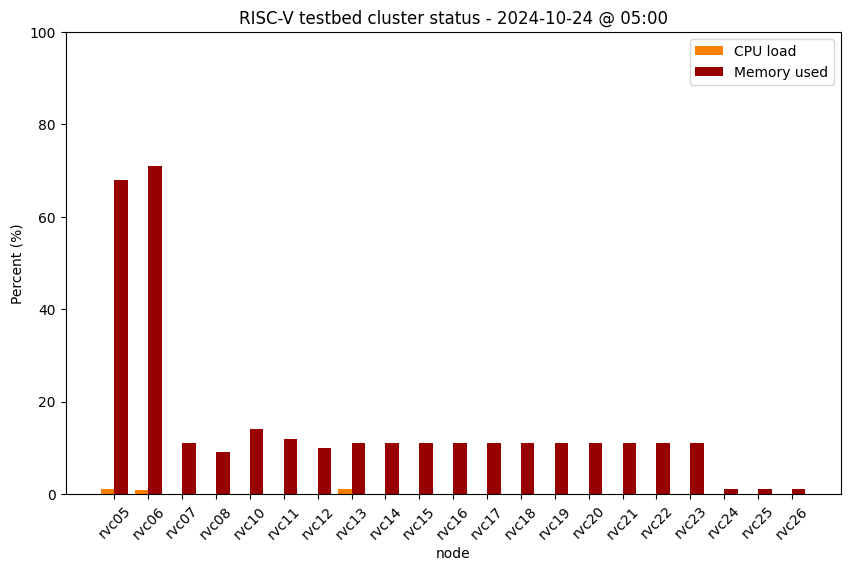 RISC-V testbed cluster status - 2024-10-24 @ 05:00
CPU load
Memory used
Percent (%)
100
80
60
40
20
0
rvc05
rvc06
rvc07
rvc08
rvc10
rvc11
rvc12
rvc13
rvc14
rvc15
rvc16
rvc17
rvc18
rvc19
rvc20
rvc21
rvc22
rvc23
rvc24
rvc25
rvc26
node